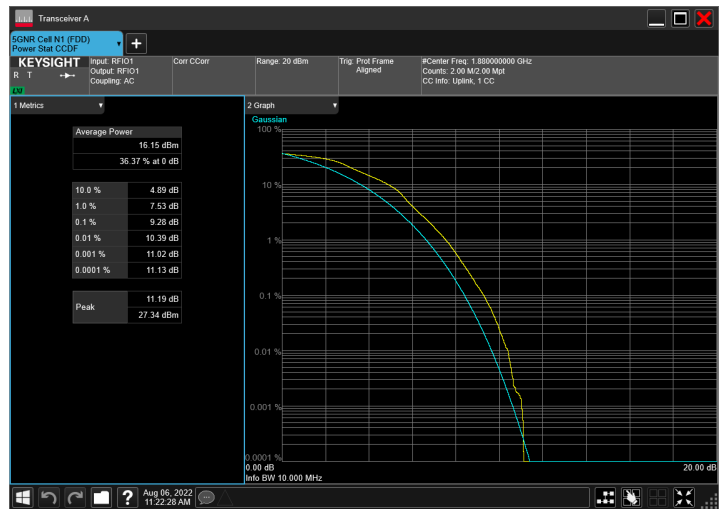 Transceiver A
5GNR Cell N1 (FDD)
Power Stat CCDF
KEYSIGHT
R T
LXI
Input: RFIO1
Output: RFIO1
Coupling: AC
Corr CCorr
Range: 20 dBm
Trig: Prot Frame
Aligned
#Center Freq: 1.880000000 GHz
Counts: 2.00 M/2.00 Mpt
CC Info: Uplink, 1 CC
1 Metrics
Average Power
16.15 dBm
36.37 % at 0 dB
10.0 % 4.89 dB
1.0 % 7.53 dB
0.1 % 9.28 dB
0.01 % 10.39 dB
0.001 % 11.02 dB
0.0001 % 11.13 dB
Peak
11.19 dB
27.34 dBm
2 Graph
Gaussian
100 %
10 %
1 %
0.1 %
0.01 %
0.001 %
0.0001 %
0.00 dB 20.00 dB
Info BW 10.000 MHz
?
Aug 06, 2022
11:22:28 AM